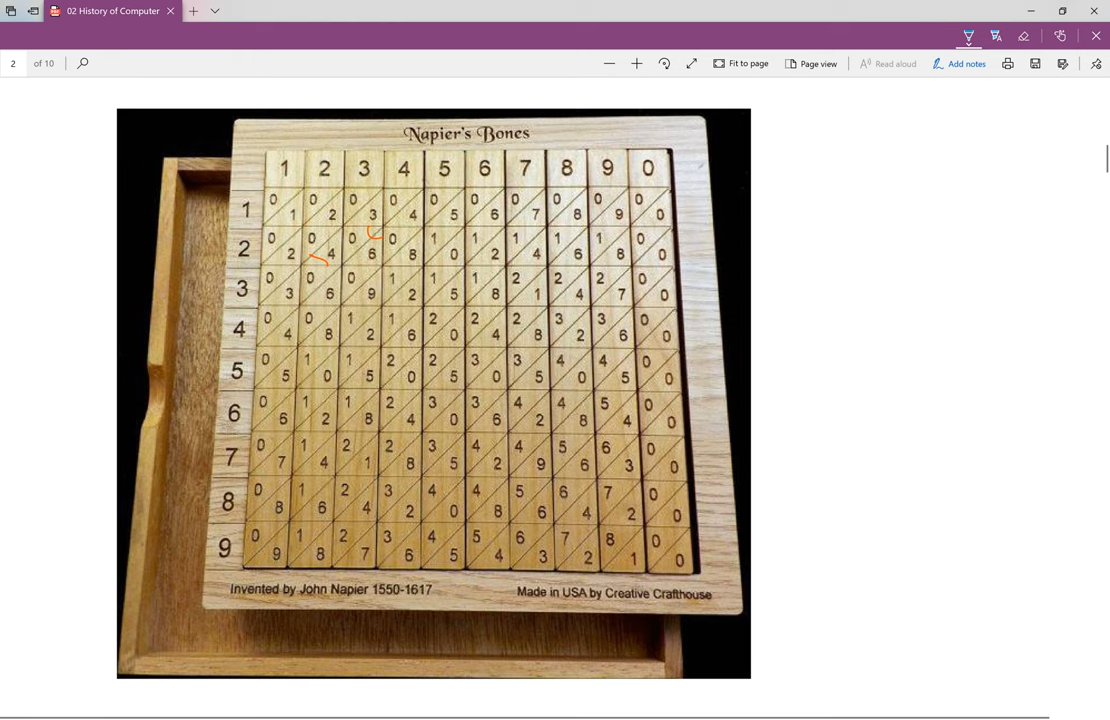 02 History of Computer
2 of 10
Fit to page
Page view
Read aloud
Add notes
Napier's Bones
1 2 3 4 5 6 7 8 9 0
1 0 1 0 2 0 3 0 4 0 5 0 6 0 7 0 8 0 9 0 0
2 0 2 0 4 0 6 0 8 1 0 1 2 1 4 1 6 1 8 0 0
3 0 3 0 6 0 9 1 2 1 5 1 8 2 1 2 4 2 7 0 0
4 0 4 0 8 1 2 1 6 2 0 2 4 2 8 3 2 3 6 0 0
5 0 5 1 0 1 5 2 0 2 5 3 0 3 5 4 0 4 5 0 0
6 0 6 1 2 1 8 2 4 3 0 3 6 4 2 4 8 5 4 0 0
7 0 7 1 4 2 1 2 8 3 5 4 2 4 9 5 6 6 3 0 0
8 0 8 1 6 2 4 3 2 4 0 4 8 5 6 6 4 7 2 0 0
9 0 9 1 8 2 7 3 6 4 5 5 4 6 3 7 2 8 1 0 0
Invented by John Napier 1550-1617
Made in USA by Creative Crafthouse